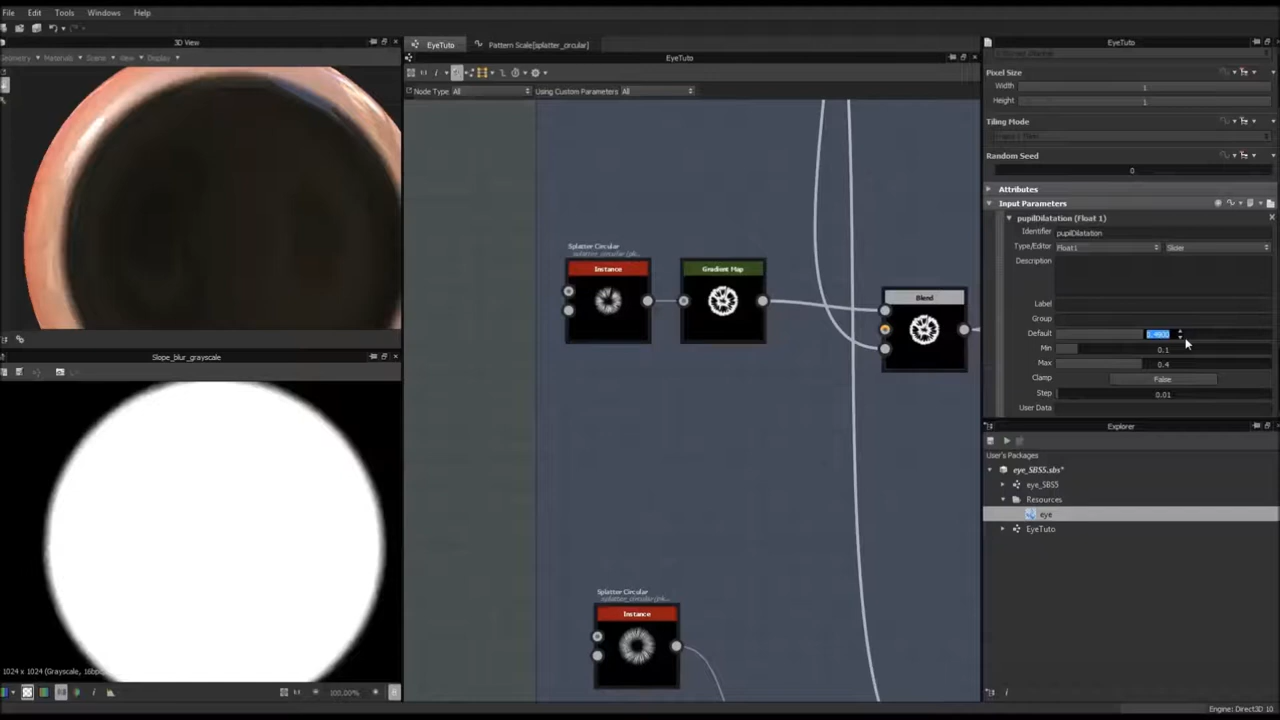 File Edit Tools Windows Help
3D View
Materials Scene View Display
EyeTuto Pattern Scale[splatter_circular]
EyeTuto
Node Type All Using Custom Parameters All
Splatter Circular
Instance
Gradient Map
Blend
Splatter Circular
Instance
Slope_blur_grayscale
100.00%
EyeTuto
Pixel Size
Width 1
Height 1
Tiling Mode
Random Seed
0
Attributes
Input Parameters
pupilDilatation (Float 1)
Identifier pupilDilatation
Type/Editor Float1 Slider
Description
Label
Group
Default
Min 0.1
Max 0.4
Clamp False
Step 0.01
User Data
Explorer
User's Packages
eye_SBS5.sbs*
eye_SBS5
Resources
eye
EyeTuto
Engine: Direct3D 10